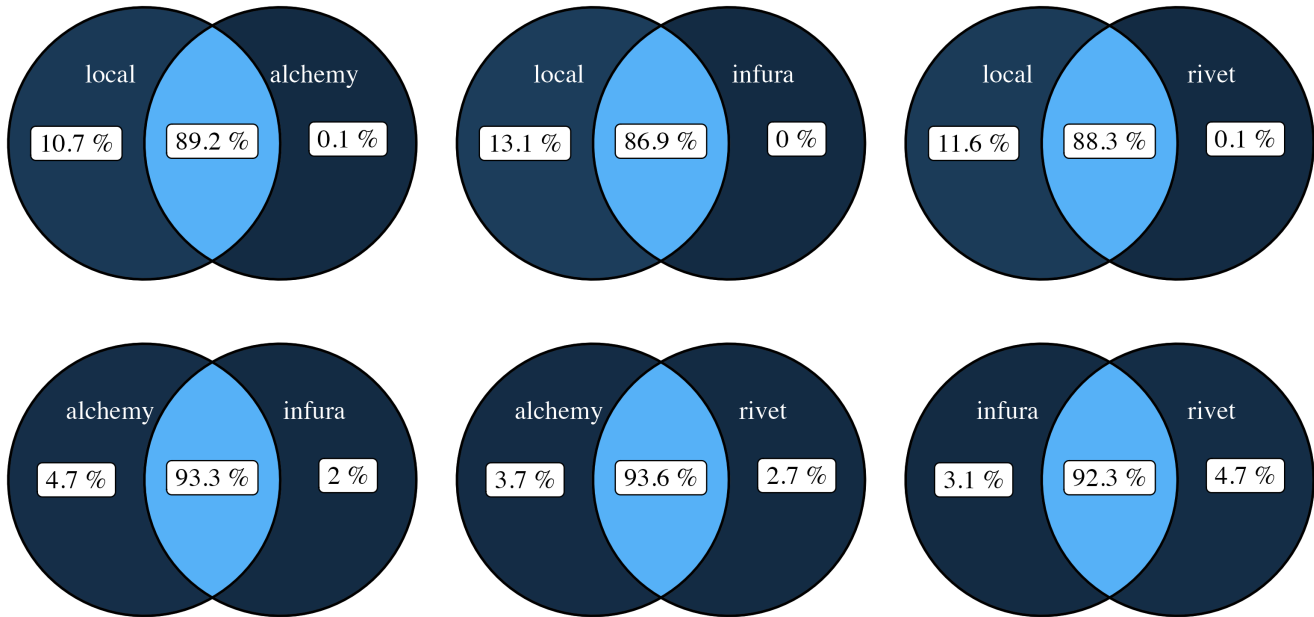 local alchemy
10.7 % 89.2 % 0.1 %
local infura
13.1 % 86.9 % 0 %
local rivet
11.6 % 88.3 % 0.1 %
alchemy infura
4.7 % 93.3 % 2 %
alchemy rivet
3.7 % 93.6 % 2.7 %
infura rivet
3.1 % 92.3 % 4.7 %